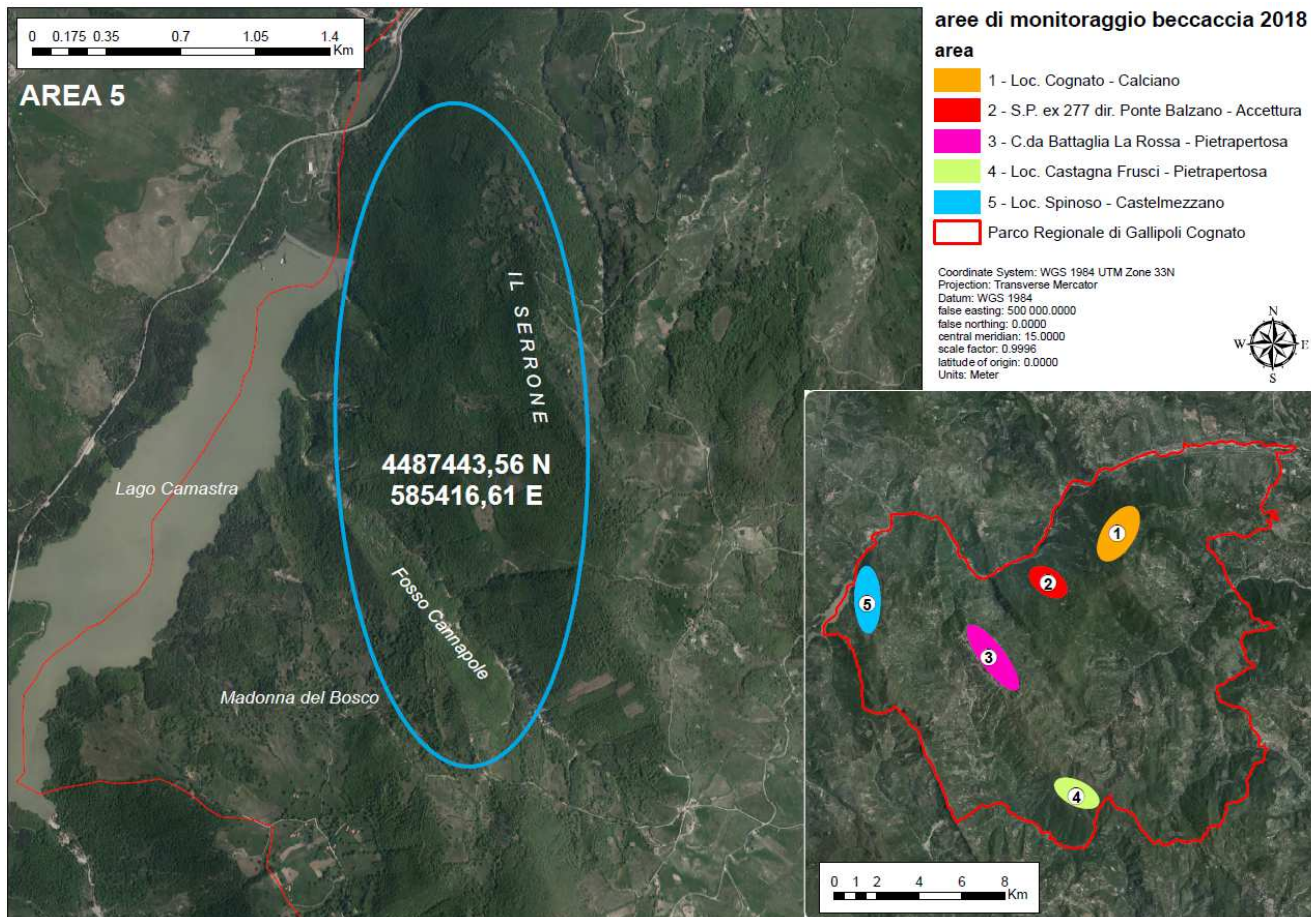 0 0.175 0.35 0.7 1.05 1.4
Km
AREA 5
IL SERRONE
4487443,56 N
585416,61 E
Lago Camastra
Fosso Cannapole
Madonna del Bosco
aree di monitoraggio beccaccia 2018
area
1 - Loc. Cognato - Calciano
2 - S.P. ex 277 dir. Ponte Balzano - Accettura
3 - C.da Battaglia La Rossa - Pietrapertosa
4 - Loc. Castagna Frusci - Pietrapertosa
5 - Loc. Spinoso - Castelmezzano
Parco Regionale di Gallipoli Cognato
Coordinate System: WGS 1984 UTM Zone 33N
Projection: Transverse Mercator
Datum: WGS 1984
false easting: 500 000.0000
false northing: 0.0000
central meridian: 15.0000
scale factor: 0.9996
latitude of origin: 0.0000
Units: Meter
N
W E
S
1
2
5
3
4
0 1 2 4 6 8
Km